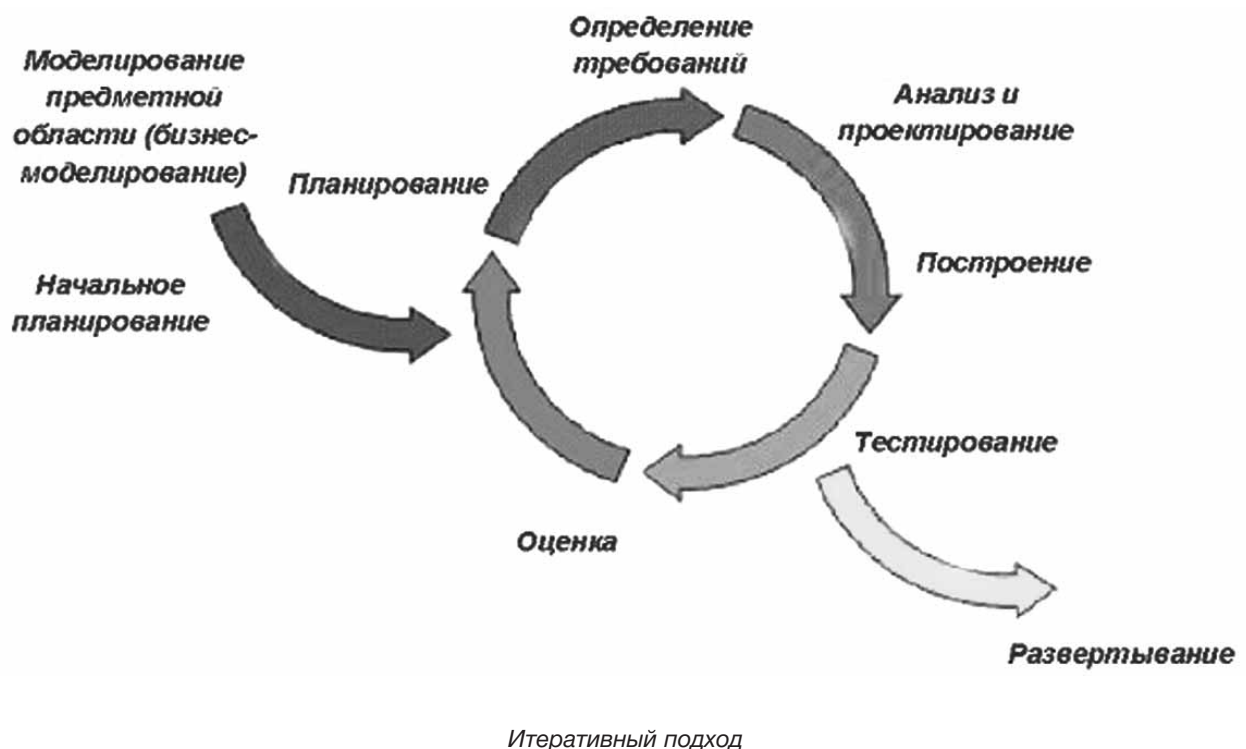 Моделирование
предметной
области (бизнес-
моделирование)
Начальное
планирование
Планирование
Определение
требований
Анализ и
проектирование
Построение
Тестирование
Оценка
Развертывание
Итеративный подход